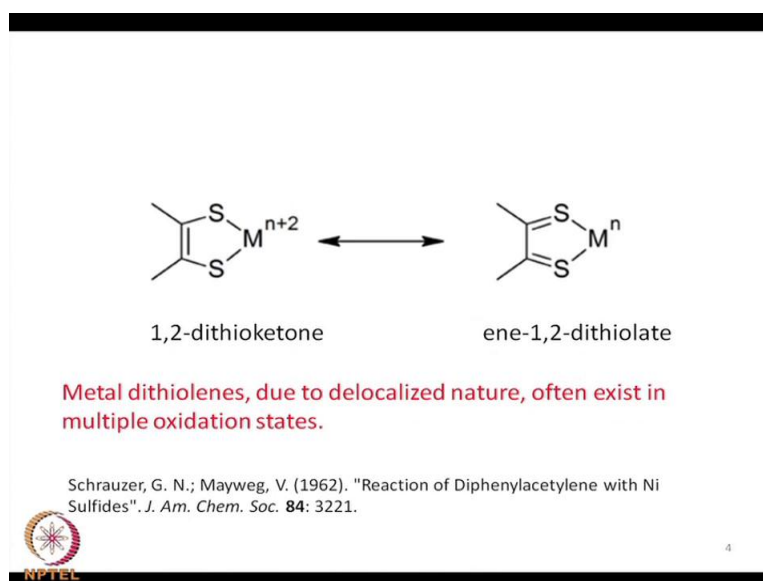 S
M
n+2
S
S
M
n
S
1,2-dithioketone
ene-1,2-dithiolate
Metal dithiolenes, due to delocalized nature, often exist in
multiple oxidation states.
Schrauzer, G. N.; Mayweg, V. (1962). "Reaction of Diphenylacetylene with Ni
Sulfides". J. Am. Chem. Soc. 84: 3221.
4
NPTEL